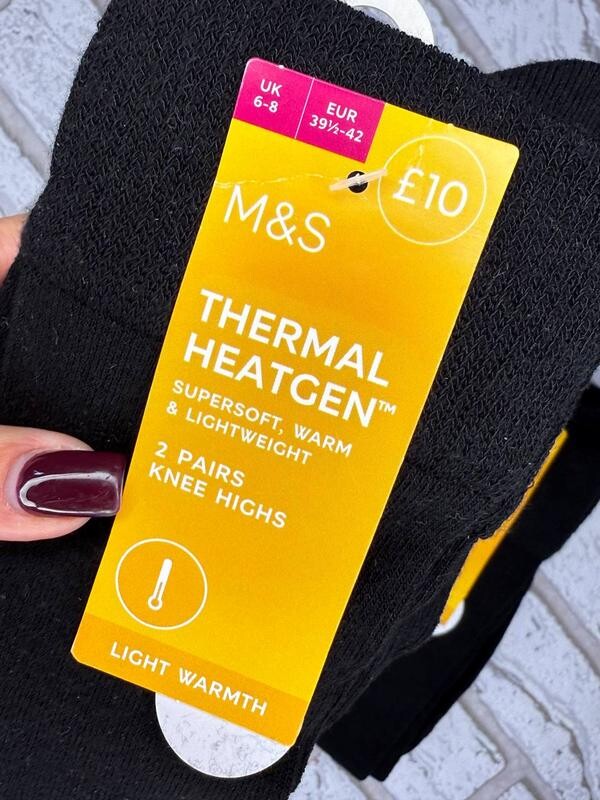 UK
6-8
EUR
39½-42
£10
M&S
THERMAL
HEATGEN™
SUPERSOFT, WARM
& LIGHTWEIGHT
2 PAIRS
KNEE HIGHS
LIGHT WARMTH